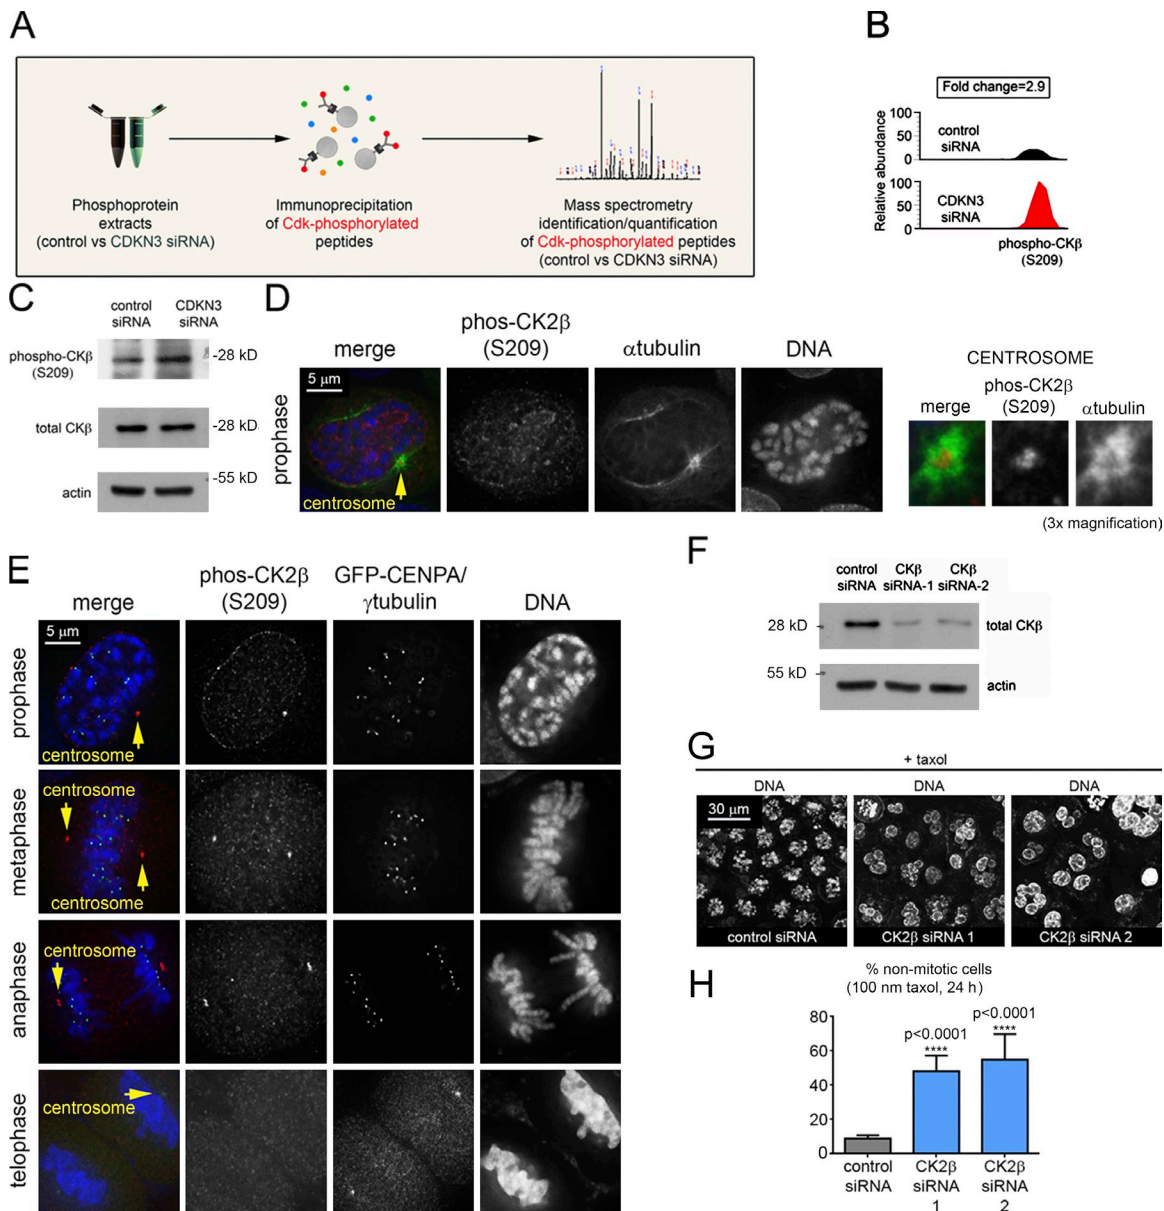 A
Phosphoprotein
extracts
(control vs CDKN3 siRNA)
Immunoprecipitation
of Cdk-phosphorylated
peptides
Mass spectrometry
identification/quantification
of Cdk-phosphorylated peptides
(control vs CDKN3 siRNA)
B
Fold change=2.9
Relative abundance
100
50
0
control
siRNA
100
50
0
CDKN3
siRNA
phospho-CKβ
(S209)
C
control
siRNA
CDKN3
siRNA
phospho-CKβ
(S209)
-28 kD
total CKβ
-28 kD
-55 kD
actin
D
merge
phos-CK2β
(S209)
αtubulin
DNA
prophase
5 μm
centrosome
CENTROSOME
merge
phos-CK2β
(S209)
αtubulin
(3x magnification)
E
merge
phos-CK2β
(S209)
GFP-CENPA/
γtubulin
DNA
prophase
5 μm
centrosome
metaphase
centrosome
centrosome
anaphase
centrosome
telophase
centrosome
F
control
siRNA
CKβ
siRNA-1
CKβ
siRNA-2
28 kD
total CKβ
55 kD
actin
G
+ taxol
DNA
DNA
DNA
30 μm
control siRNA
CK2β siRNA 1
CK2β siRNA 2
H
% non-mitotic cells
(100 nm taxol, 24 h)
80
60
40
20
0
p<0.0001
****
p<0.0001
****
control
siRNA
CK2β
siRNA
1
CK2β
siRNA
2